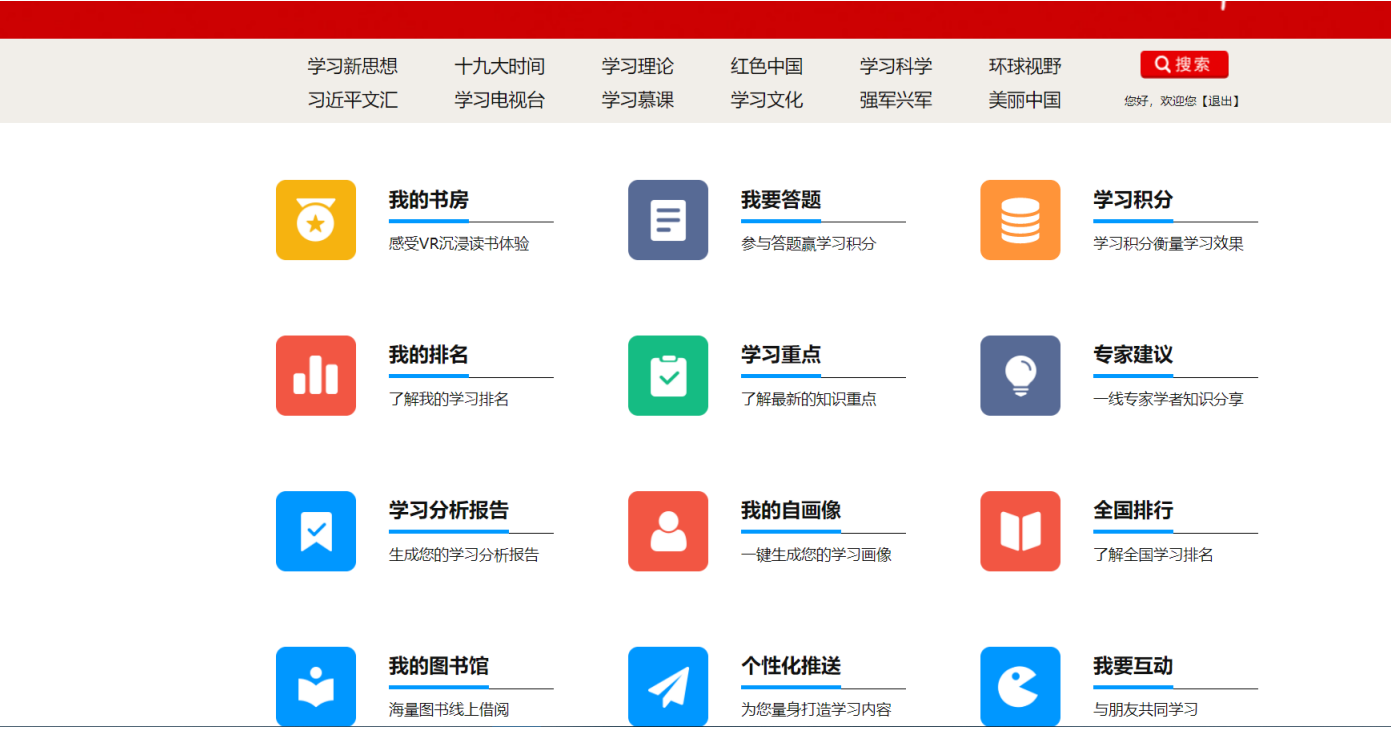 学习新思想 十九大时间 学习理论 红色中国 学习科学 环球视野 搜索
习近平文汇 学习电视台 学习慕课 学习文化 强军兴军 美丽中国 您好，欢迎您【退出】
我的书房 我要答题 学习积分
感受VR沉浸读书体验 参与答题赢学习积分 学习积分衡量学习效果
我的排名 学习重点 专家建议
了解我的学习排名 了解最新的知识重点 一线专家学者知识分享
学习分析报告 我的自画像 全国排行
生成您的学习分析报告 一键生成您的学习画像 了解全国学习排名
我的图书馆 个性化推送 我要互动
海量图书线上借阅 为您量身打造学习内容 与朋友共同学习